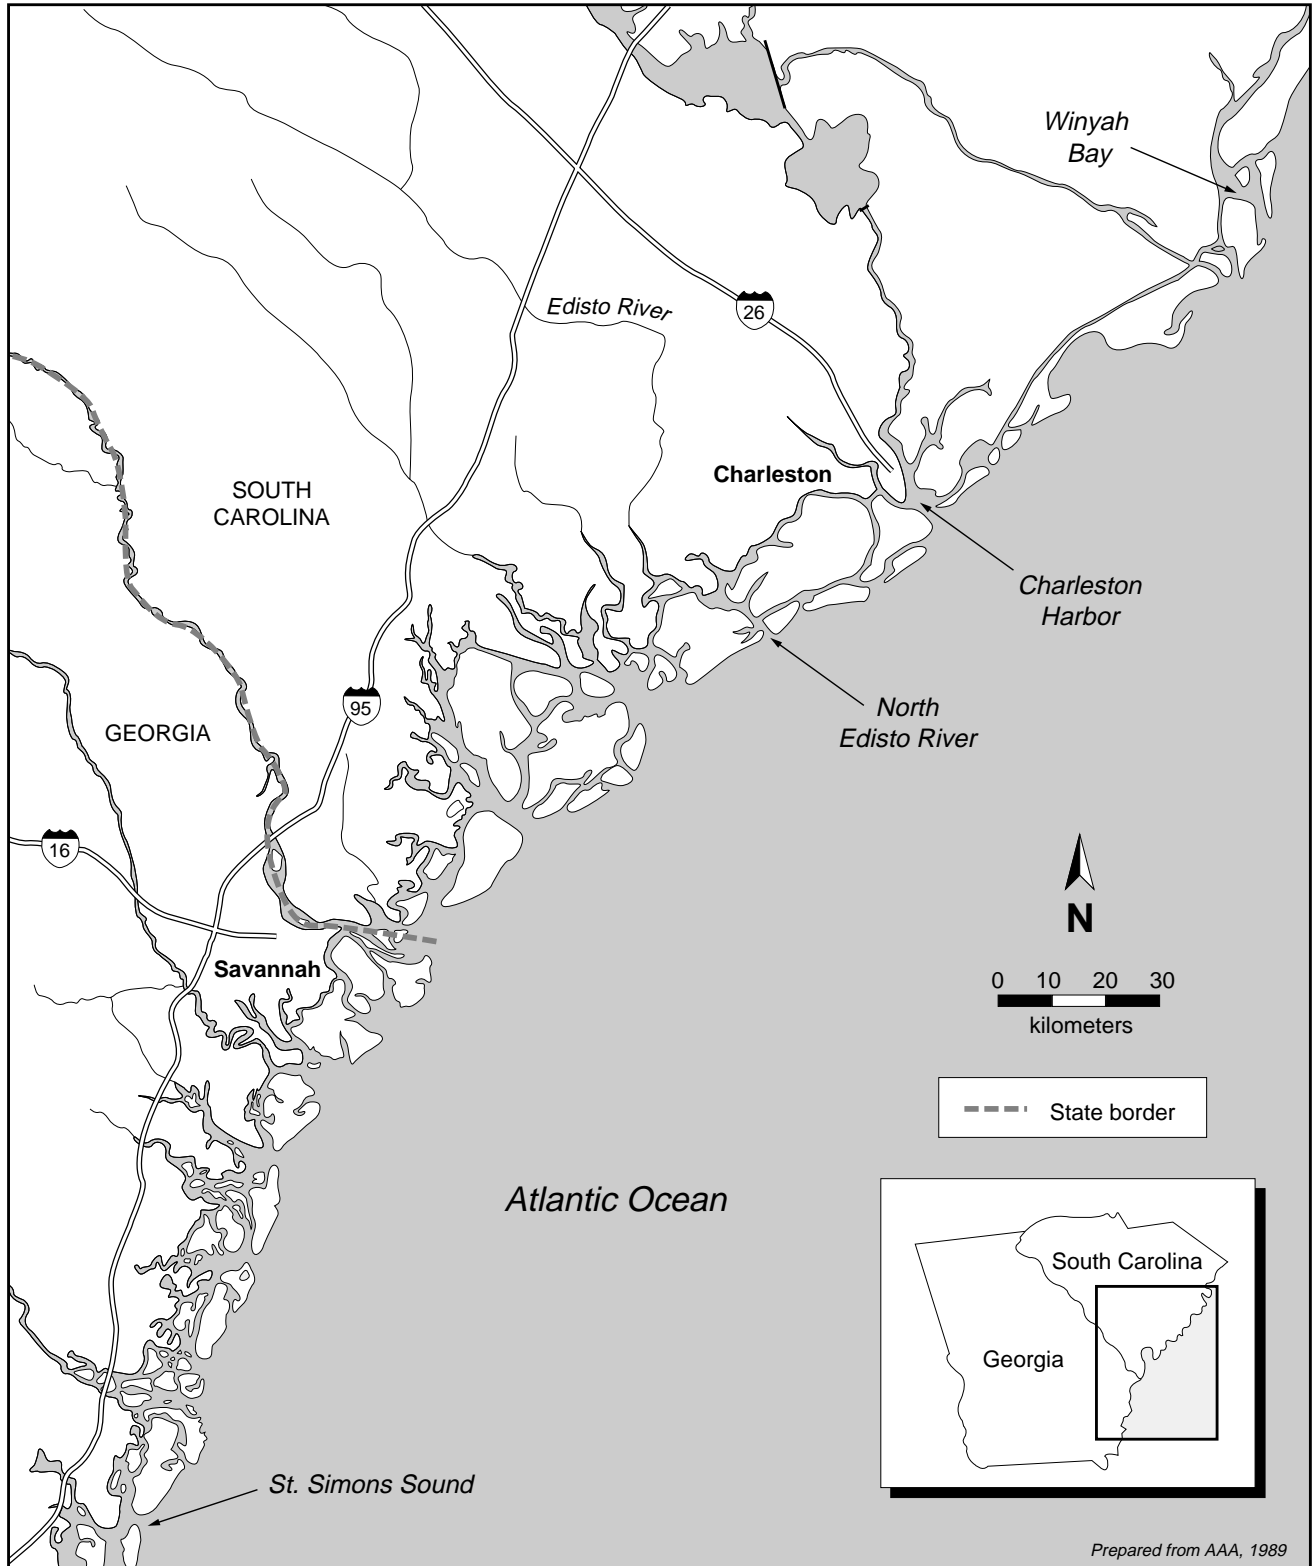 Winyah
Bay
Edisto River
26
Charleston
SOUTH
CAROLINA
Charleston
Harbor
North
Edisto River
95
GEORGIA
16
N
Savannah
0 10 20 30
kilometers
State border
Atlantic Ocean
South Carolina
Georgia
St. Simons Sound
Prepared from AAA, 1989